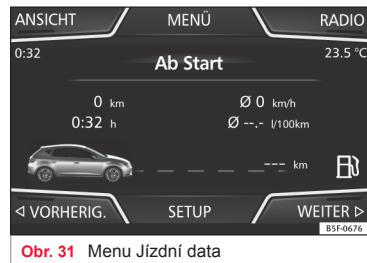 ANSICHT MENÜ RADIO
0:32 Ab Start 23.5 °C
0 km Ø 0 km/h
0:32 h Ø --.- l/100km
--- km
◁ VORHERIG. SETUP WEITER ▷
B5F-0676
Obr. 31 Menu Jízdní data